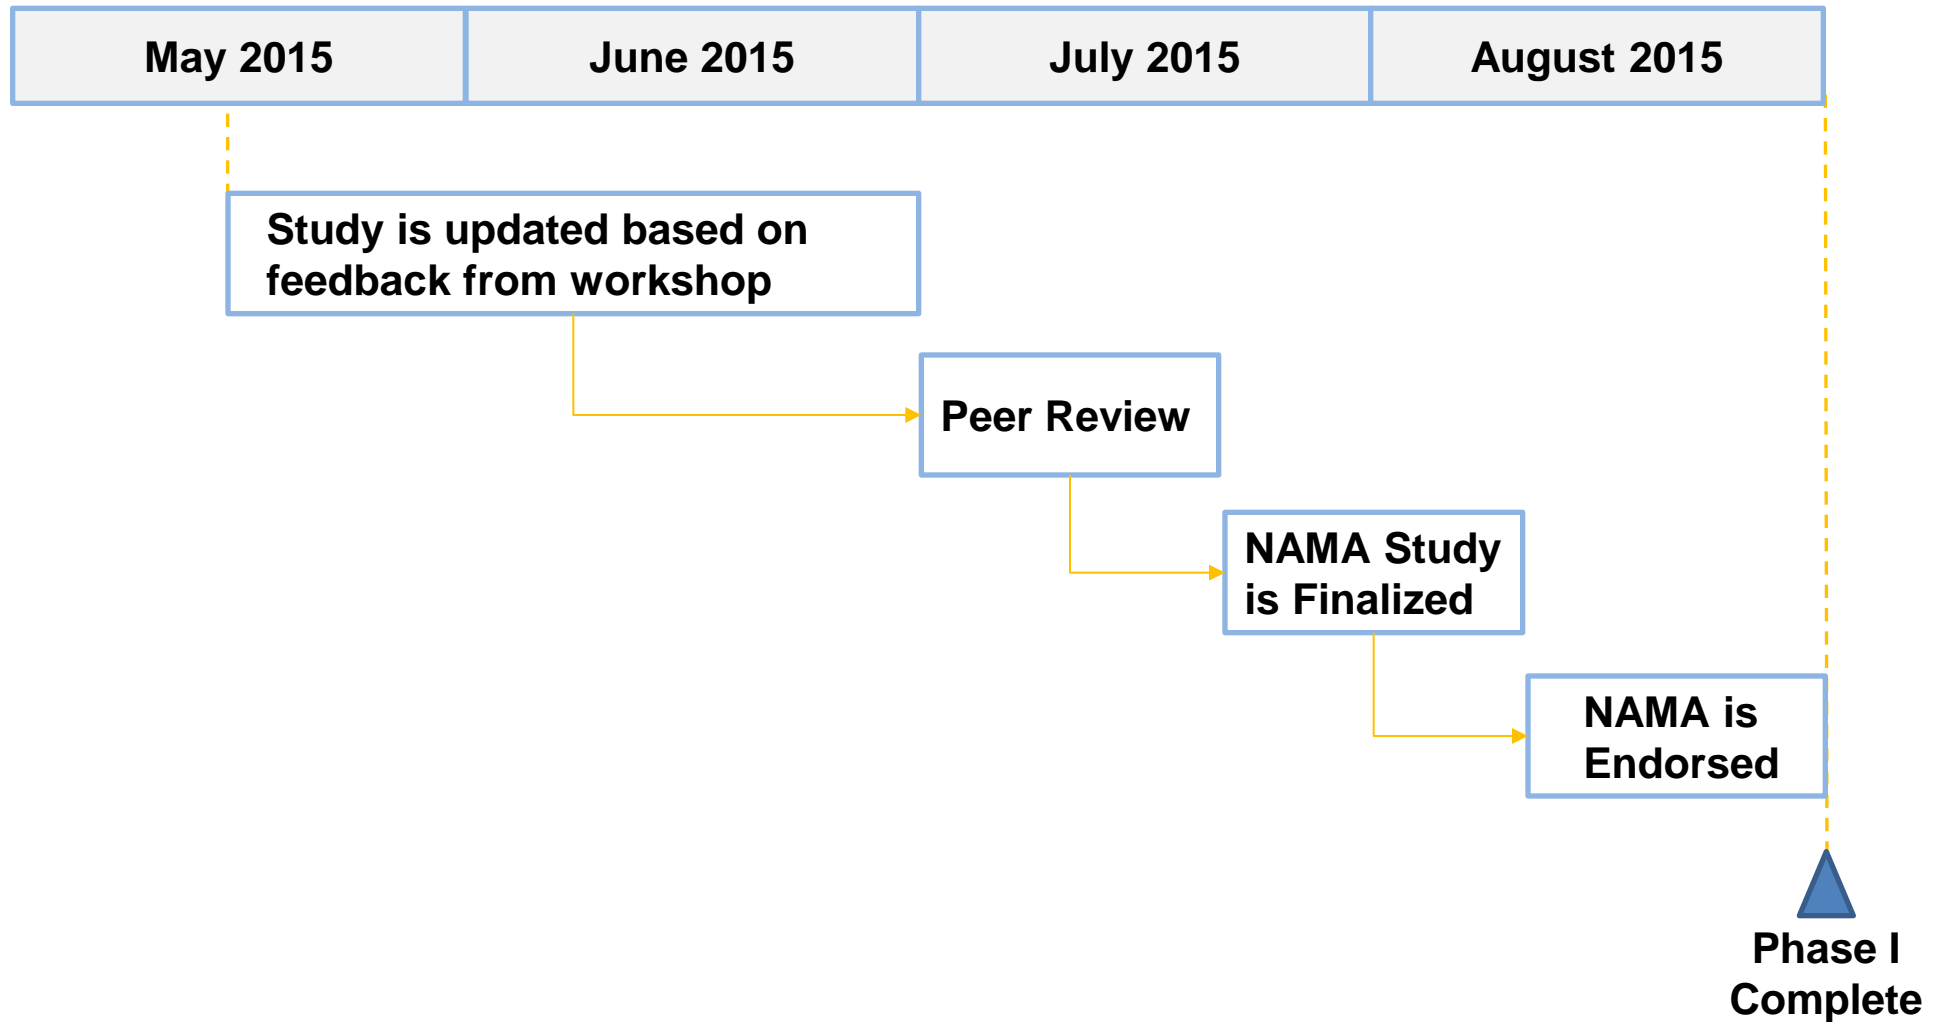 May 2015
June 2015
July 2015
August 2015
Study is updated based on
feedback from workshop
Peer Review
NAMA Study
is Finalized
NAMA is
Endorsed
Phase I
Complete